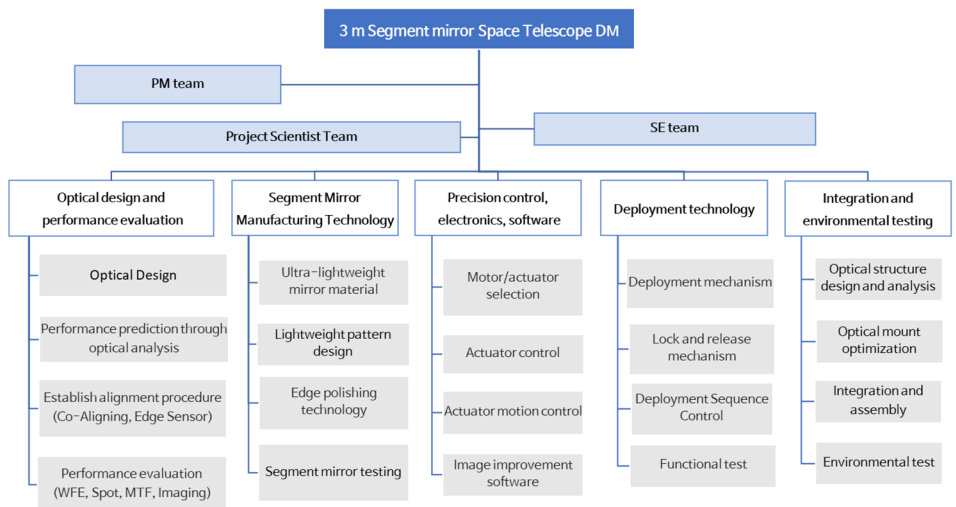 3 m Segment mirror Space Telescope DM
PM team
SE team
Project Scientist Team
Optical design and
performance evaluation
Optical Design
Performance prediction through
optical analysis
Establish alignment procedure
(Co-Aligning, Edge Sensor)
Performance evaluation
(WFE, Spot, MTF, Imaging)
Segment Mirror
Manufacturing Technology
Ultra-lightweight
mirror material
Lightweight pattern
design
Edge polishing
technology
Segment mirror testing
Precision control,
electronics, software
Motor/actuator
selection
Actuator control
Actuator motion control
Image improvement
software
Deployment technology
Deployment mechanism
Lock and release
mechanism
Deployment Sequence
Control
Functional test
Integration and
environmental testing
Optical structure
design and analysis
Optical mount
optimization
Integration and
assembly
Environmental test